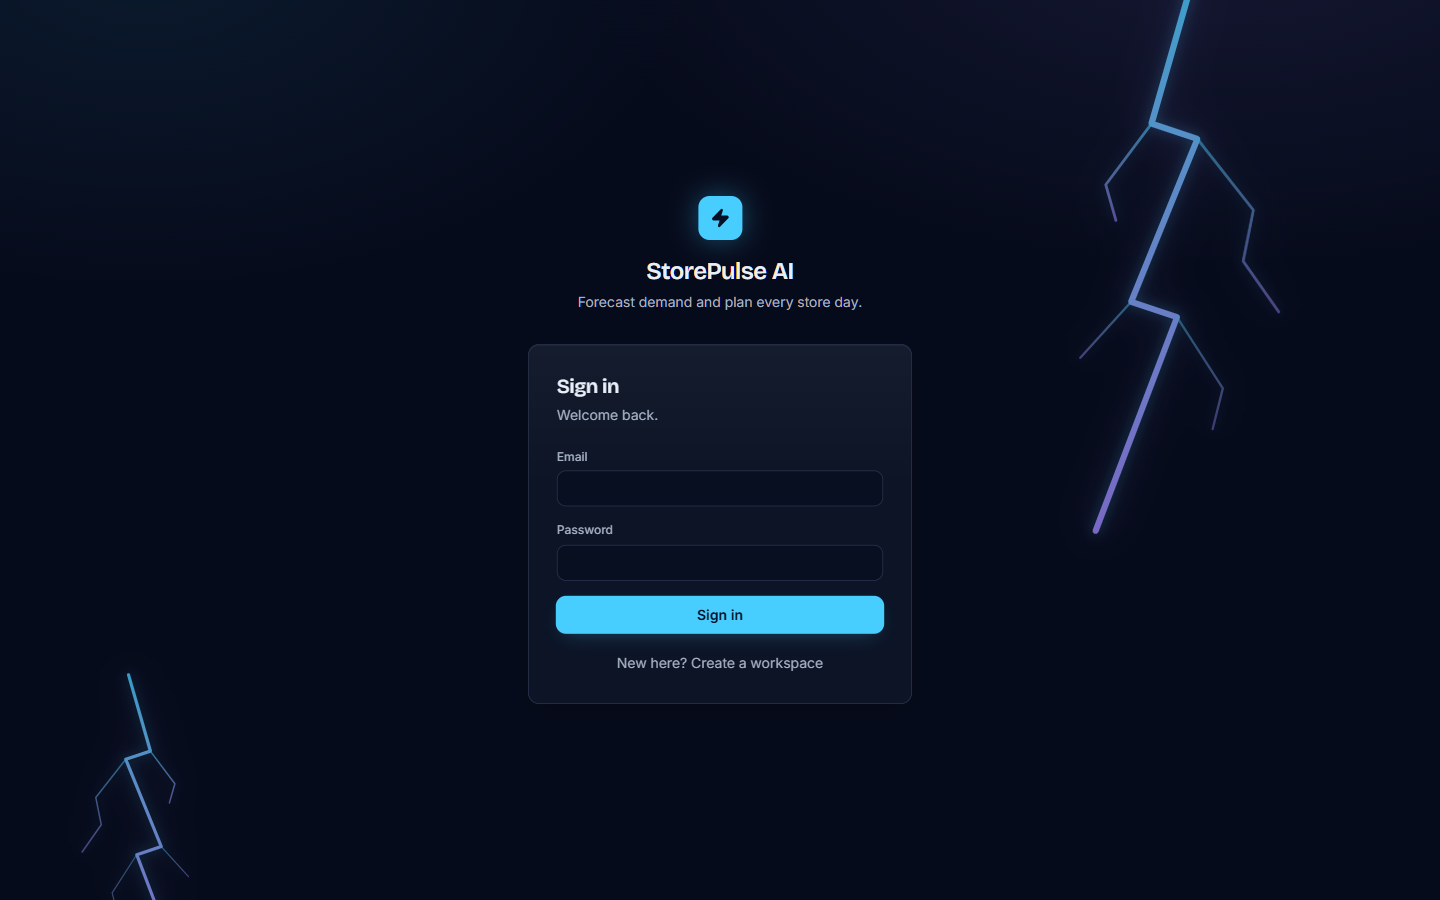 StorePulse AI
Forecast demand and plan every store day.
Sign in
Welcome back.
Email
Password
Sign in
New here? Create a workspace